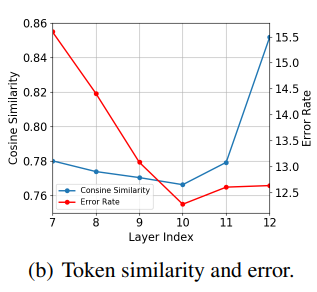 0.86
0.84
0.82
0.80
0.78
0.76
Cosine Similarity
15.5
15.0
14.5
14.0
13.5
13.0
12.5
Error Rate
Consine Similarity
Error Rate
7 8 9 10 11 12
Layer Index
(b) Token similarity and error.